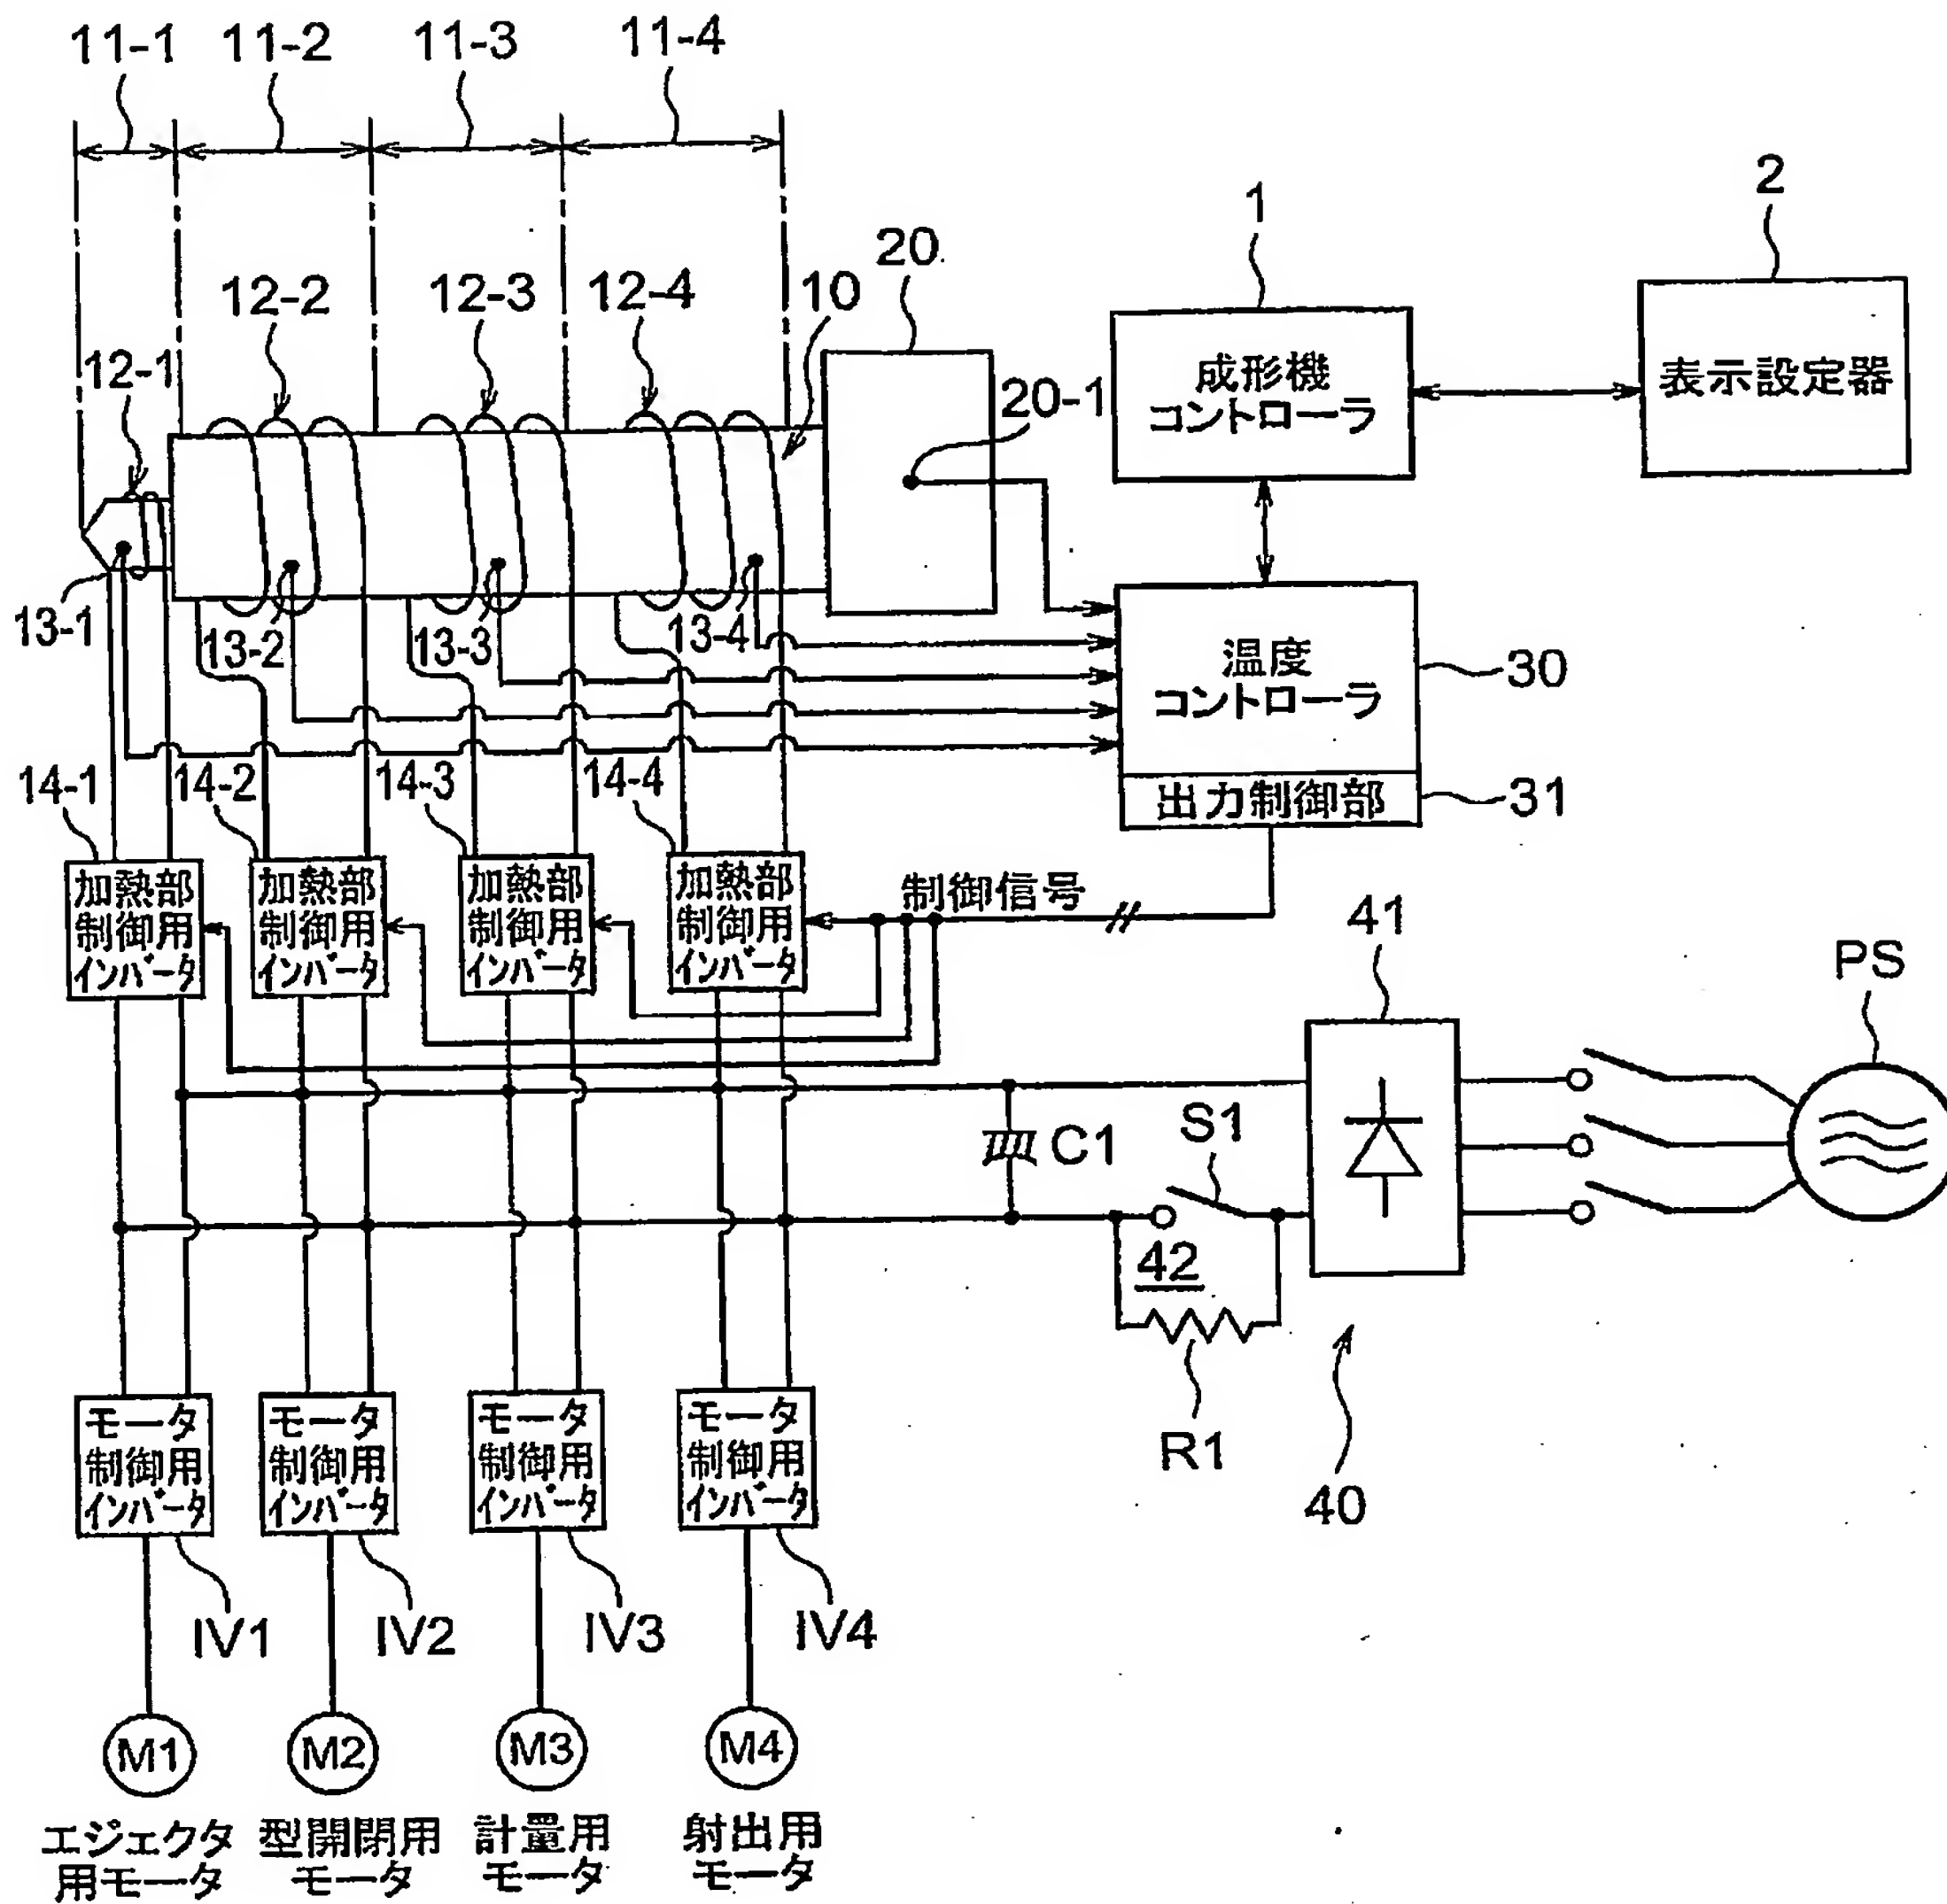 11-1 11-2 11-3 11-4
2
1
20
12-2 12-3 12-4 10
12-1
20-1
成形機
コントローラ
表示設定器
13-1 13-2 13-3 13-4
温度
コントローラ
30
出力制御部
31
14-1 14-2 14-3 14-4
加熱部
制御用
インバータ
加熱部
制御用
インバータ
加熱部
制御用
インバータ
加熱部
制御用
インバータ
制御信号
41
PS
C1
S1
42
R1
40
モータ
制御用
インバータ
モータ
制御用
インバータ
モータ
制御用
インバータ
モータ
制御用
インバータ
IV1 IV2 IV3 IV4
M1 M2 M3 M4
エジェクタ
用モータ
型開閉用
モータ
計量用
モータ
射出用
モータ